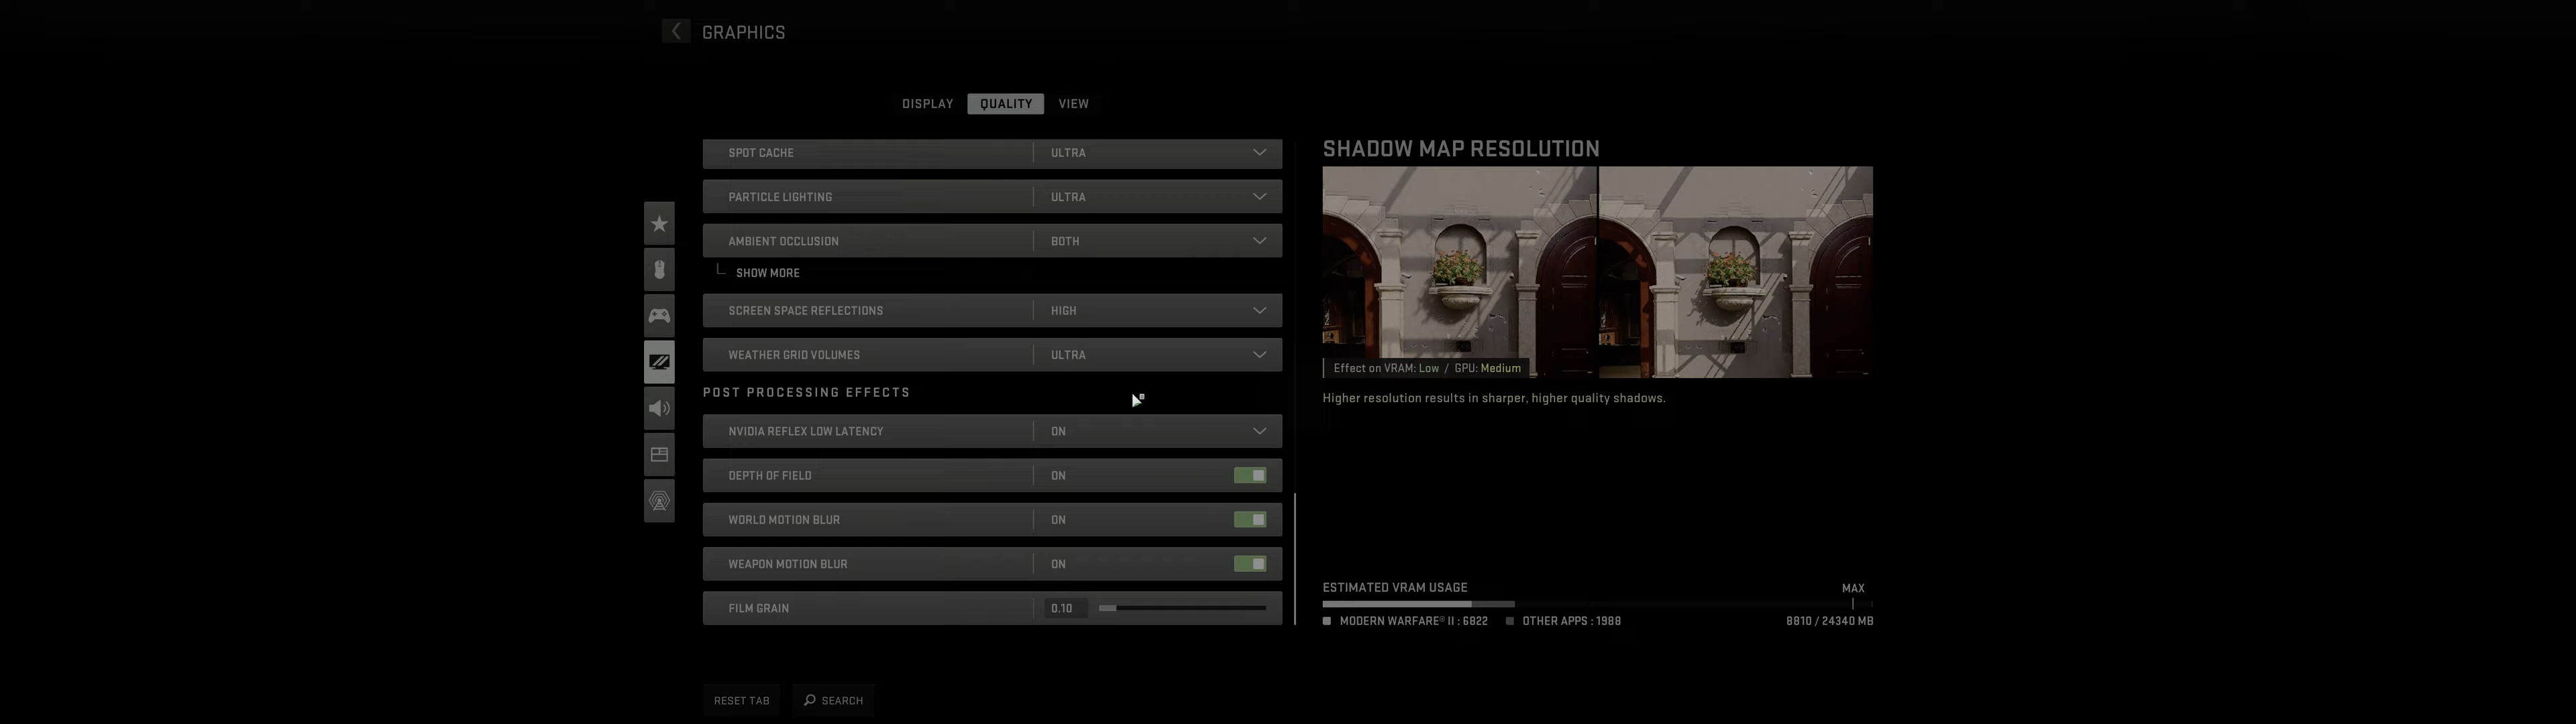 GRAPHICS
DISPLAY QUALITY VIEW
SPOT CACHE ULTRA
PARTICLE LIGHTING ULTRA
AMBIENT OCCLUSION BOTH
SHOW MORE
SCREEN SPACE REFLECTIONS HIGH
WEATHER GRID VOLUMES ULTRA
POST PROCESSING EFFECTS
NVIDIA REFLEX LOW LATENCY ON
DEPTH OF FIELD ON
WORLD MOTION BLUR ON
WEAPON MOTION BLUR ON
FILM GRAIN 0.10
RESET TAB SEARCH
SHADOW MAP RESOLUTION
Effect on VRAM: Low / GPU: Medium
Higher resolution results in sharper, higher quality shadows.
ESTIMATED VRAM USAGE MAX
MODERN WARFARE® II : 6822 OTHER APPS : 1988 8810 / 24340 MB